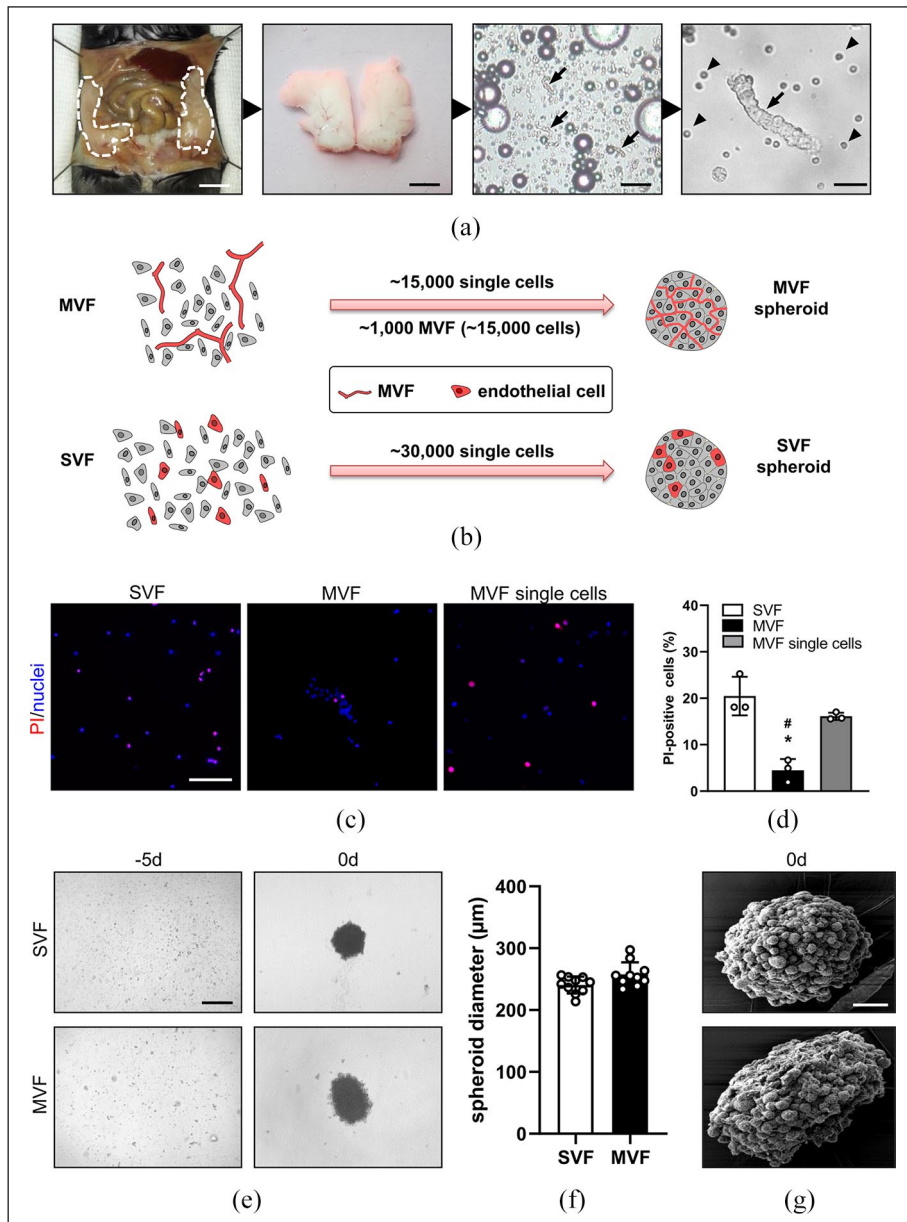 (a)
MVF
~15,000 single cells
~1,000 MVF (~15,000 cells)
MVF
spheroid
MVF
endothelial cell
SVF
~30,000 single cells
SVF
spheroid
(b)
SVF
MVF
MVF single cells
PI/nuclei
(c)
PI-positive cells (%)
40
30
20
10
0
SVF
MVF
MVF single cells
#
*
(d)
-5d
0d
SVF
MVF
(e)
spheroid diameter (µm)
400
300
200
100
0
SVF
MVF
(f)
0d
(g)